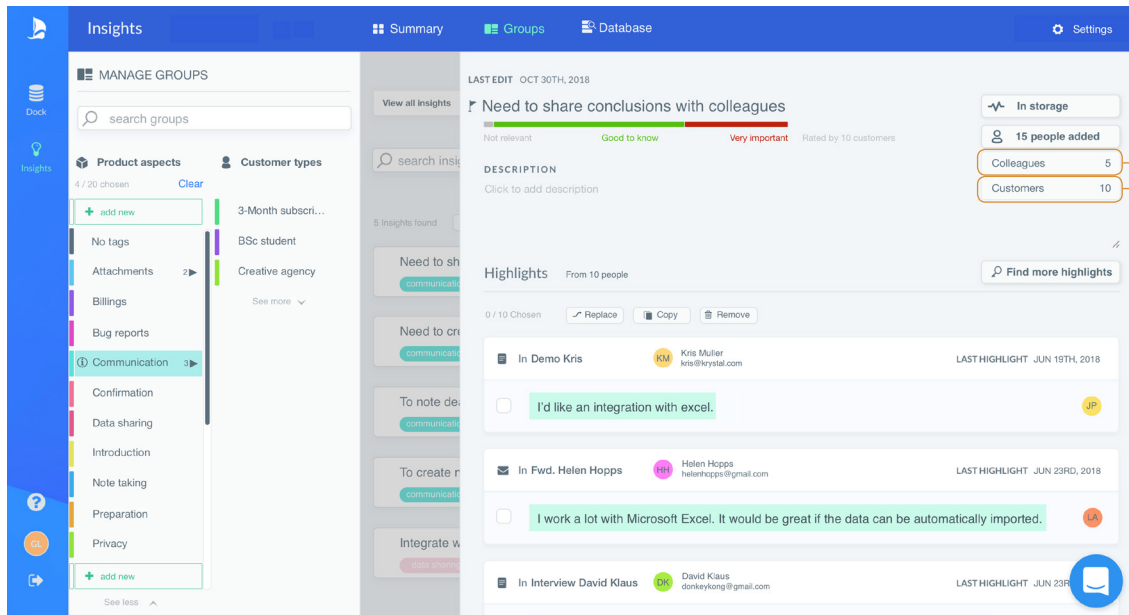 Insights
Summary
Groups
Database
Settings
Dock
Insights
GL
MANAGE GROUPS
search groups
Product aspects
4 / 20 chosen
Clear
add new
No tags
Attachments 2
Billings
Bug reports
Communication 3
Confirmation
Data sharing
Introduction
Note taking
Preparation
Privacy
add new
See less
Customer types
3-Month subscri...
BSc student
Creative agency
See more
View all insights
search insig
5 Insights found
Need to sh
communicatio
Need to cre
communicatio
To note dea
communicatio
To create n
communicatio
Integrate w
data sharing
LAST EDIT OCT 30TH, 2018
Need to share conclusions with colleagues
Not relevant
Good to know
Very important
Rated by 10 customers
DESCRIPTION
Click to add description
In storage
15 people added
Colleagues 5
Customers 10
Highlights From 10 people
Find more highlights
0 / 10 Chosen
Replace
Copy
Remove
In Demo Kris
KM
Kris Muller
kris@krystal.com
LAST HIGHLIGHT JUN 19TH, 2018
I'd like an integration with excel.
JP
In Fwd. Helen Hopps
HH
Helen Hopps
helenhopps@gmail.com
LAST HIGHLIGHT JUN 23RD, 2018
I work a lot with Microsoft Excel. It would be great if the data can be automatically imported.
LA
In Interview David Klaus
DK
David Klaus
donkeykong@gmail.com
LAST HIGHLIGHT JUN 23R